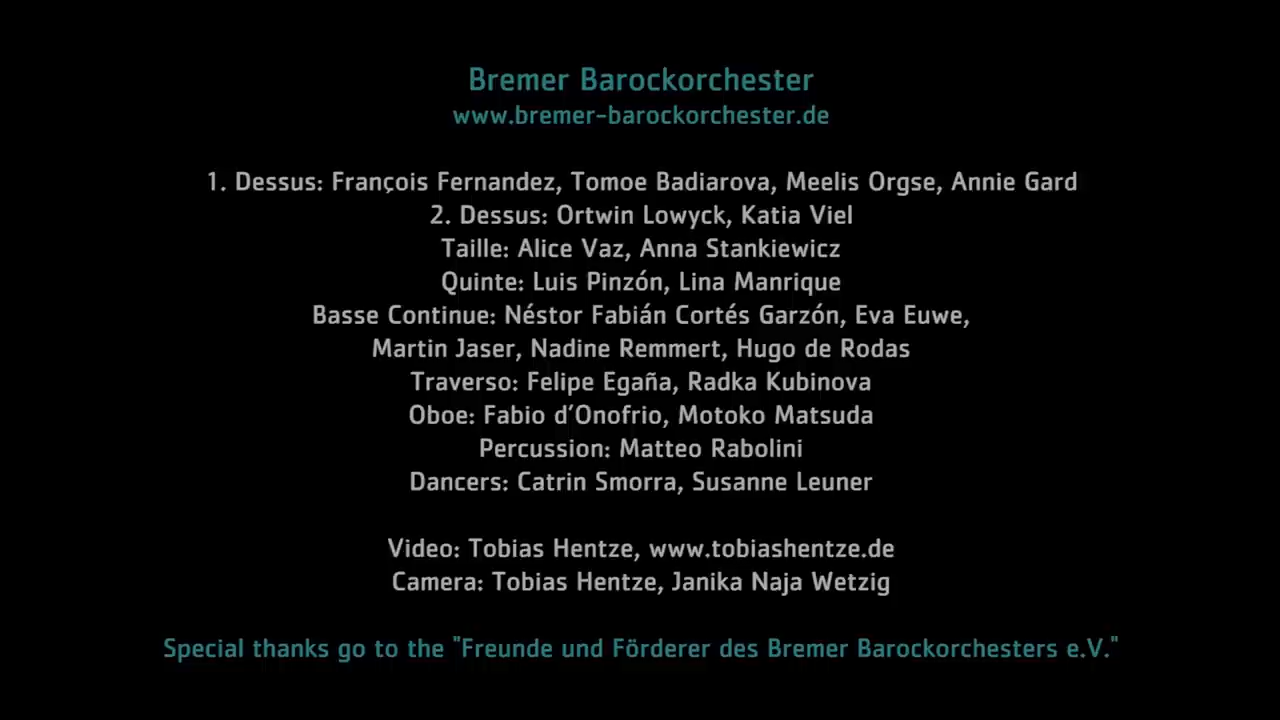 Bremer Barockorchester
www.bremer-barockorchester.de
1. Dessus: François Fernandez, Tomoe Badiarova, Meelis Orgse, Annie Gard
2. Dessus: Ortwin Lowyck, Katia Viel
Taille: Alice Vaz, Anna Stankiewicz
Quinte: Luis Pinzón, Lina Manrique
Basse Continue: Néstor Fabián Cortés Garzón, Eva Euwe,
Martin Jaser, Nadine Remmert, Hugo de Rodas
Traverso: Felipe Egaña, Radka Kubinova
Oboe: Fabio d’Onofrio, Motoko Matsuda
Percussion: Matteo Rabolini
Dancers: Catrin Smorra, Susanne Leuner
Video: Tobias Hentze, www.tobiashentze.de
Camera: Tobias Hentze, Janika Naja Wetzig
Special thanks go to the "Freunde und Förderer des Bremer Barockorchesters e.V."